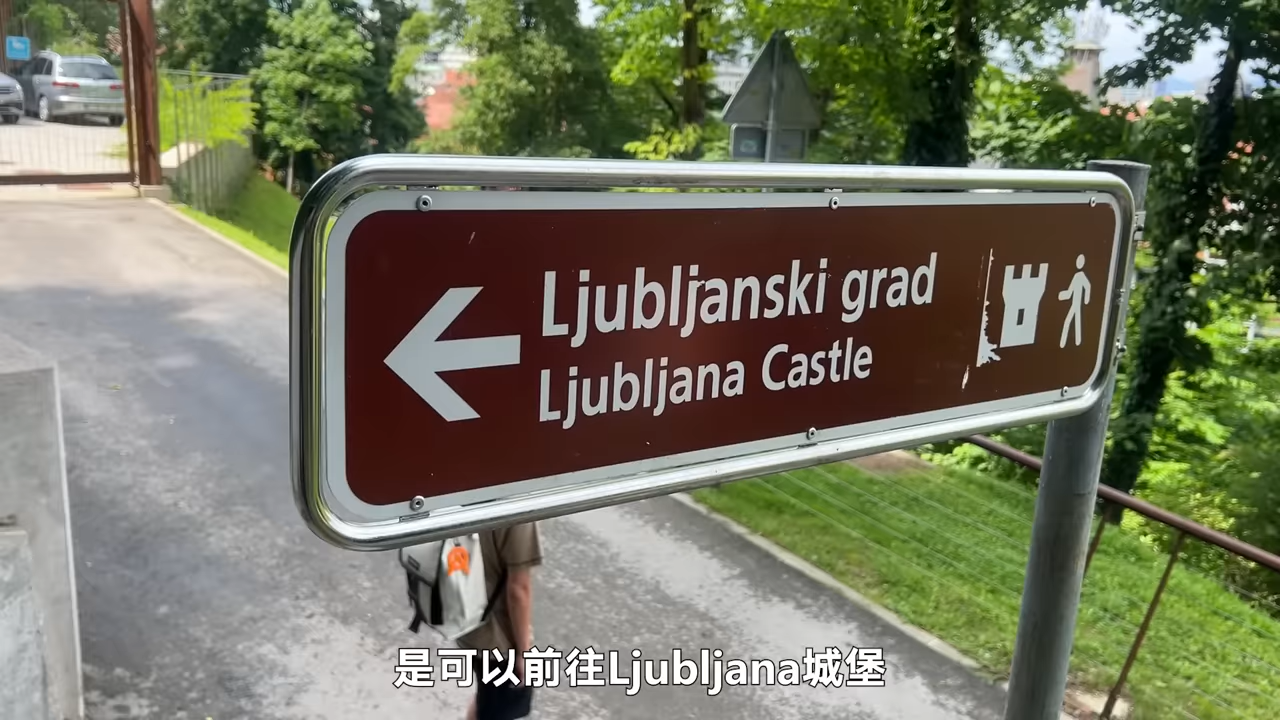 Ljubljanski grad
Ljubljana Castle
是可以前往Ljubljana城堡